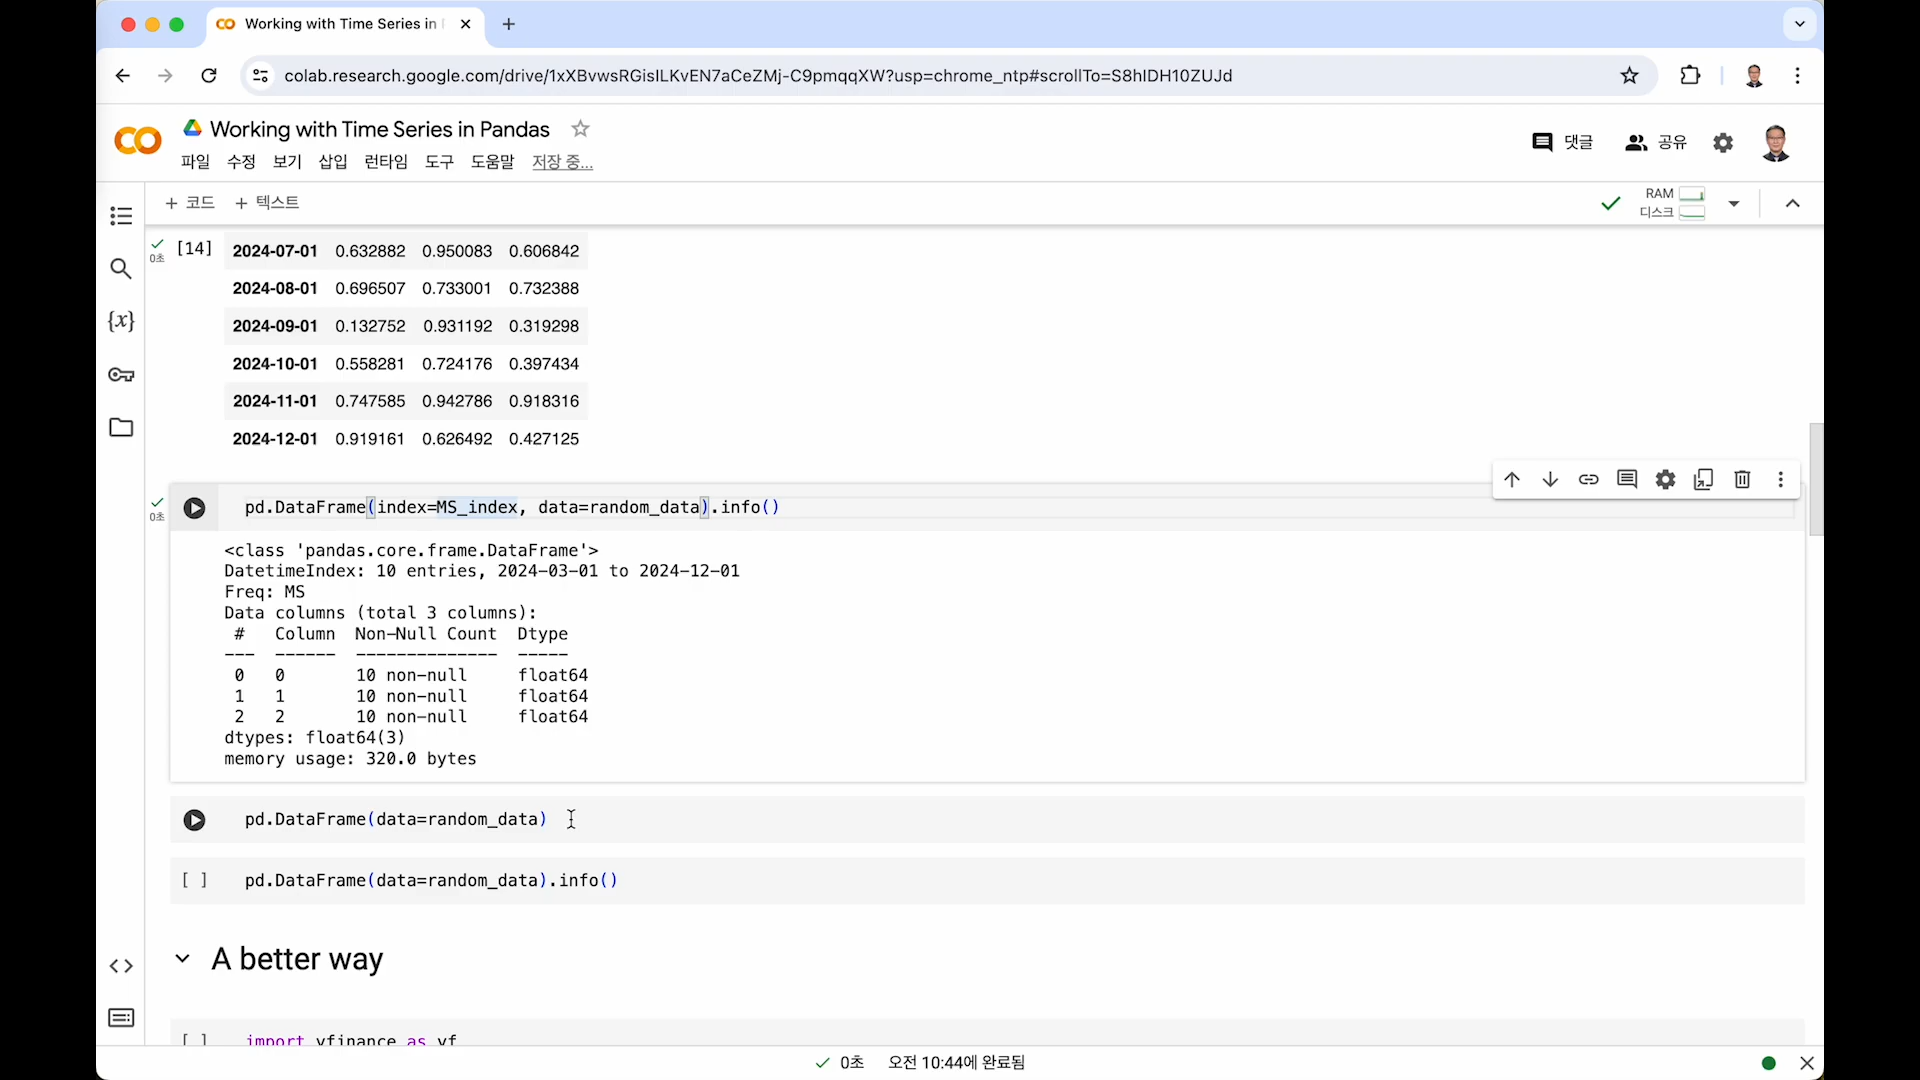 Working with Time Series in
colab.research.google.com/drive/1xXBvwsRGisILKvEN7aCeZMj-C9pmqqXW?usp=chrome_ntp#scrollTo=S8hIDH10ZUJd
Working with Time Series in Pandas
파일 수정 보기 삽입 런타임 도구 도움말 저장 중...
댓글 공유
+ 코드 + 텍스트
RAM
디스크
[14] 2024-07-01 0.632882 0.950083 0.606842
0초
2024-08-01 0.696507 0.733001 0.732388
2024-09-01 0.132752 0.931192 0.319298
2024-10-01 0.558281 0.724176 0.397434
2024-11-01 0.747585 0.942786 0.918316
2024-12-01 0.919161 0.626492 0.427125
pd.DataFrame(index=MS_index, data=random_data).info()
0초
<class 'pandas.core.frame.DataFrame'>
DatetimeIndex: 10 entries, 2024-03-01 to 2024-12-01
Freq: MS
Data columns (total 3 columns):
# Column Non-Null Count Dtype
--- ------ -------------- -----
0 0 10 non-null float64
1 1 10 non-null float64
2 2 10 non-null float64
dtypes: float64(3)
memory usage: 320.0 bytes
pd.DataFrame(data=random_data)
[ ] pd.DataFrame(data=random_data).info()
A better way
[ ] import yfinance as yf
0초 오전 10:44에 완료됨